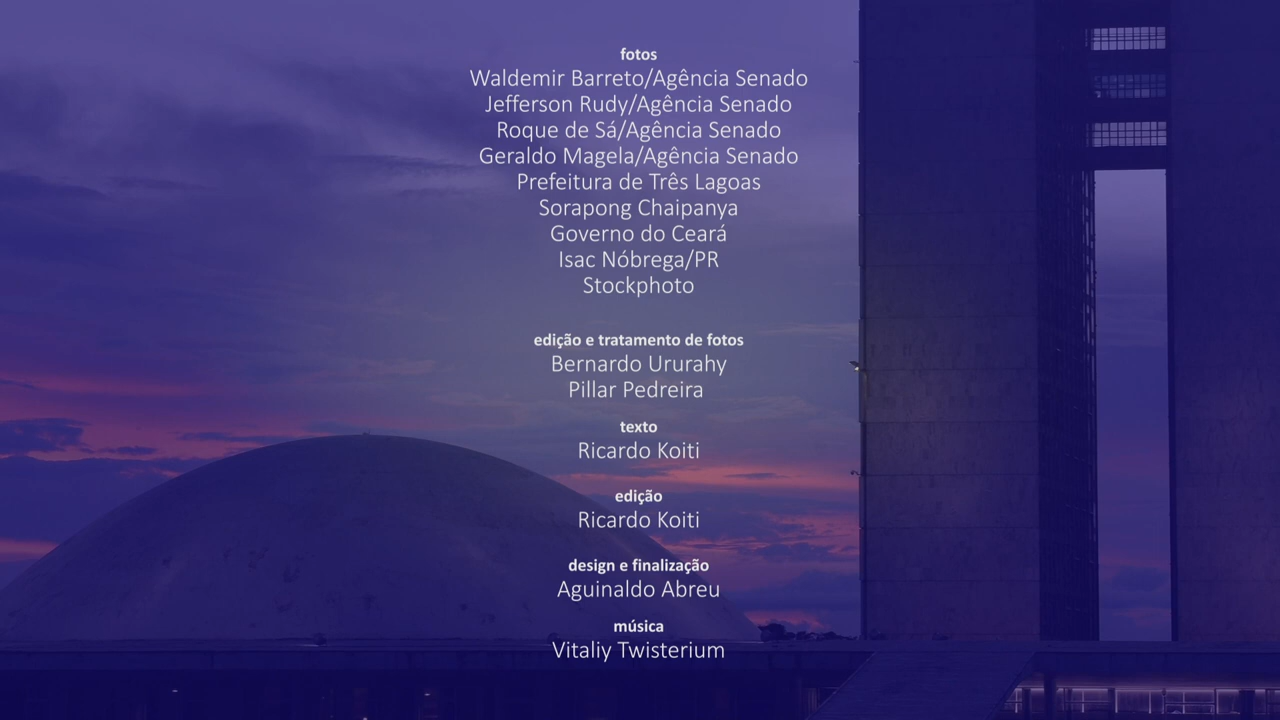 fotos
Waldemir Barreto/Agência Senado
Jefferson Rudy/Agência Senado
Roque de Sá/Agência Senado
Geraldo Magela/Agência Senado
Prefeitura de Três Lagoas
Sorapong Chaipanya
Governo do Ceará
Isac Nóbrega/PR
Stockphoto
edição e tratamento de fotos
Bernardo Ururahy
Pillar Pedreira
texto
Ricardo Koiti
edição
Ricardo Koiti
design e finalização
Aguinaldo Abreu
música
Vitaliy Twisterium